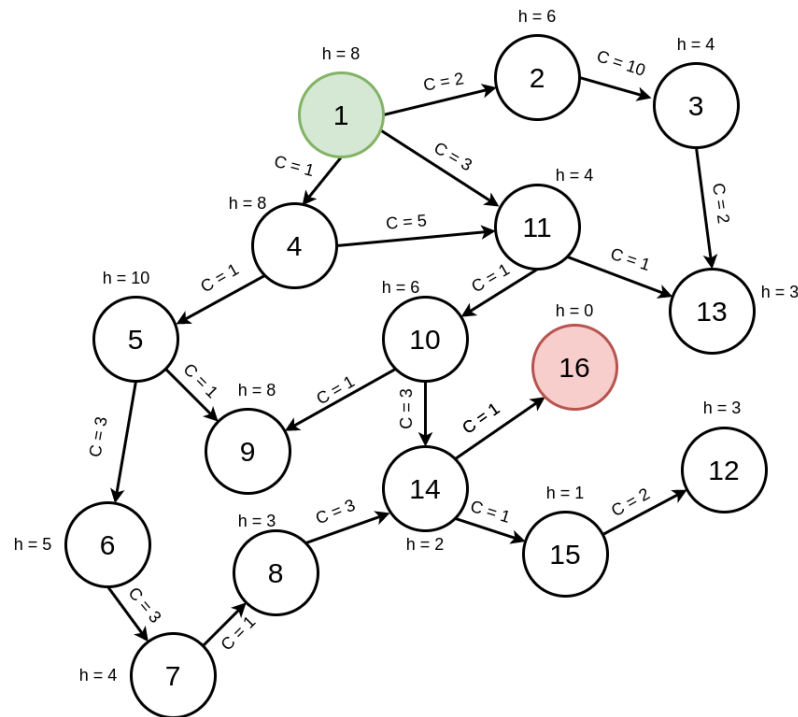 h = 6
h = 4
h = 8
C = 10
2
C = 2
3
1
C = 3
C = 1
h = 4
h = 8
C = 2
C = 5
11
4
C = 1
h = 10
C = 1
C = 1
h = 6
h = 3
h = 0
13
5
10
16
C = 1
C = 1
h = 8
C = 3
h = 3
C = 1
C = 3
9
12
14
h = 1
C = 2
C = 3
C = 1
h = 3
h = 5
6
h = 2
15
8
C = 3
C = 1
h = 4
7